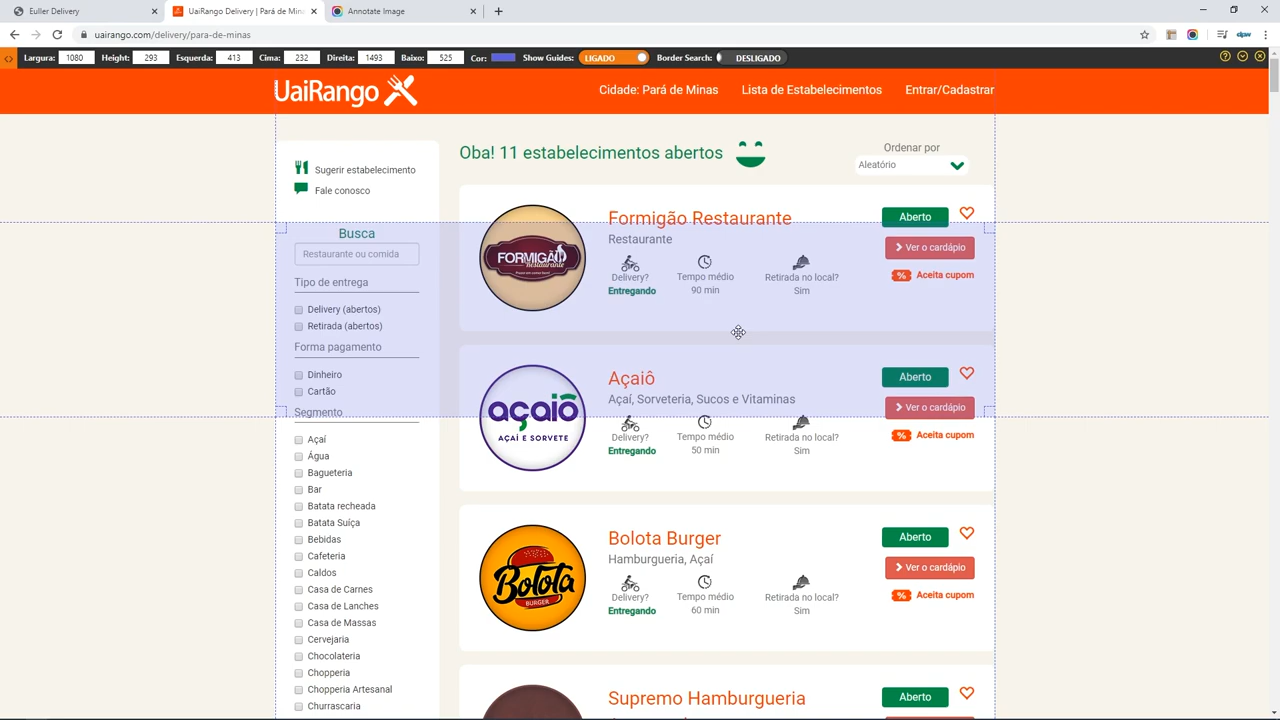 Euller Delivery
UaiRango Delivery | Pará de Mina
Annotate Image
uairango.com/delivery/para-de-minas
Largura: 1080 Height: 293 Esquerda: 413 Cima: 232 Direita: 1493 Baixo: 525 Cor: Show Guides: LIGADO Border Search: DESLIGADO
UaiRango
Cidade: Pará de Minas Lista de Estabelecimentos Entrar/Cadastrar
Sugerir estabelecimento
Fale conosco
Busca
Restaurante ou comida
Tipo de entrega
Delivery (abertos)
Retirada (abertos)
Forma pagamento
Dinheiro
Cartão
Segmento
Açaí
Água
Bagueteria
Bar
Batata recheada
Batata Suíça
Bebidas
Cafeteria
Caldos
Casa de Carnes
Casa de Lanches
Casa de Massas
Cervejaria
Chocolateria
Chopperia
Chopperia Artesanal
Churrascaria
Oba! 11 estabelecimentos abertos
Ordenar por
Aleatório
FORMIGÃO
Restaurante
Formigão Restaurante
Restaurante
Delivery? Tempo médio Retirada no local?
Entregando 90 min Sim
Aberto
Ver o cardápio
% Aceita cupom
açaiô
AÇAÍ E SORVETE
Açaiô
Açaí, Sorveteria, Sucos e Vitaminas
Delivery? Tempo médio Retirada no local?
Entregando 50 min Sim
Aberto
Ver o cardápio
% Aceita cupom
Bolota
BURGER
Bolota Burger
Hamburgueria, Açaí
Delivery? Tempo médio Retirada no local?
Entregando 60 min Sim
Aberto
Ver o cardápio
% Aceita cupom
Supremo Hamburgueria
Aberto